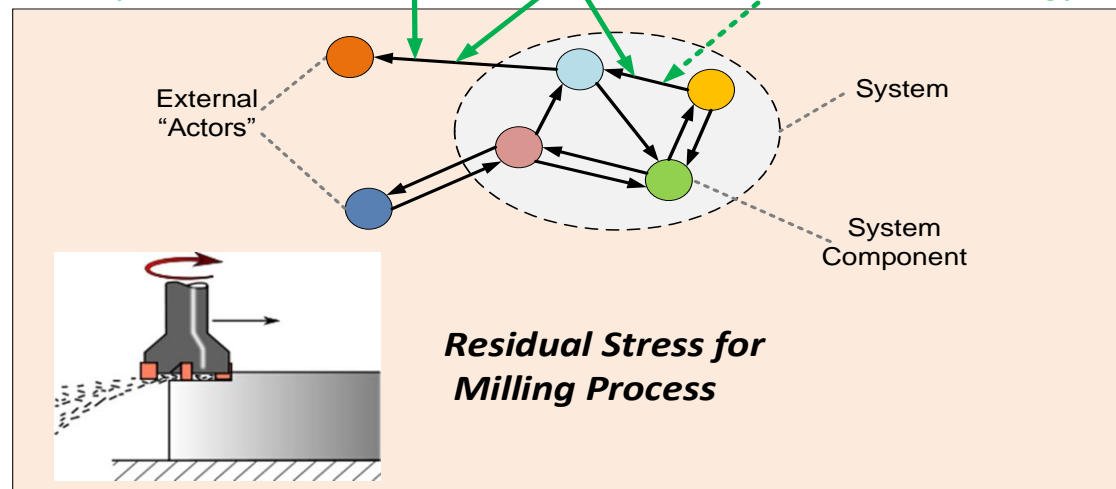 External
“Actors”
System
System
Component
Residual Stress for
Milling Process